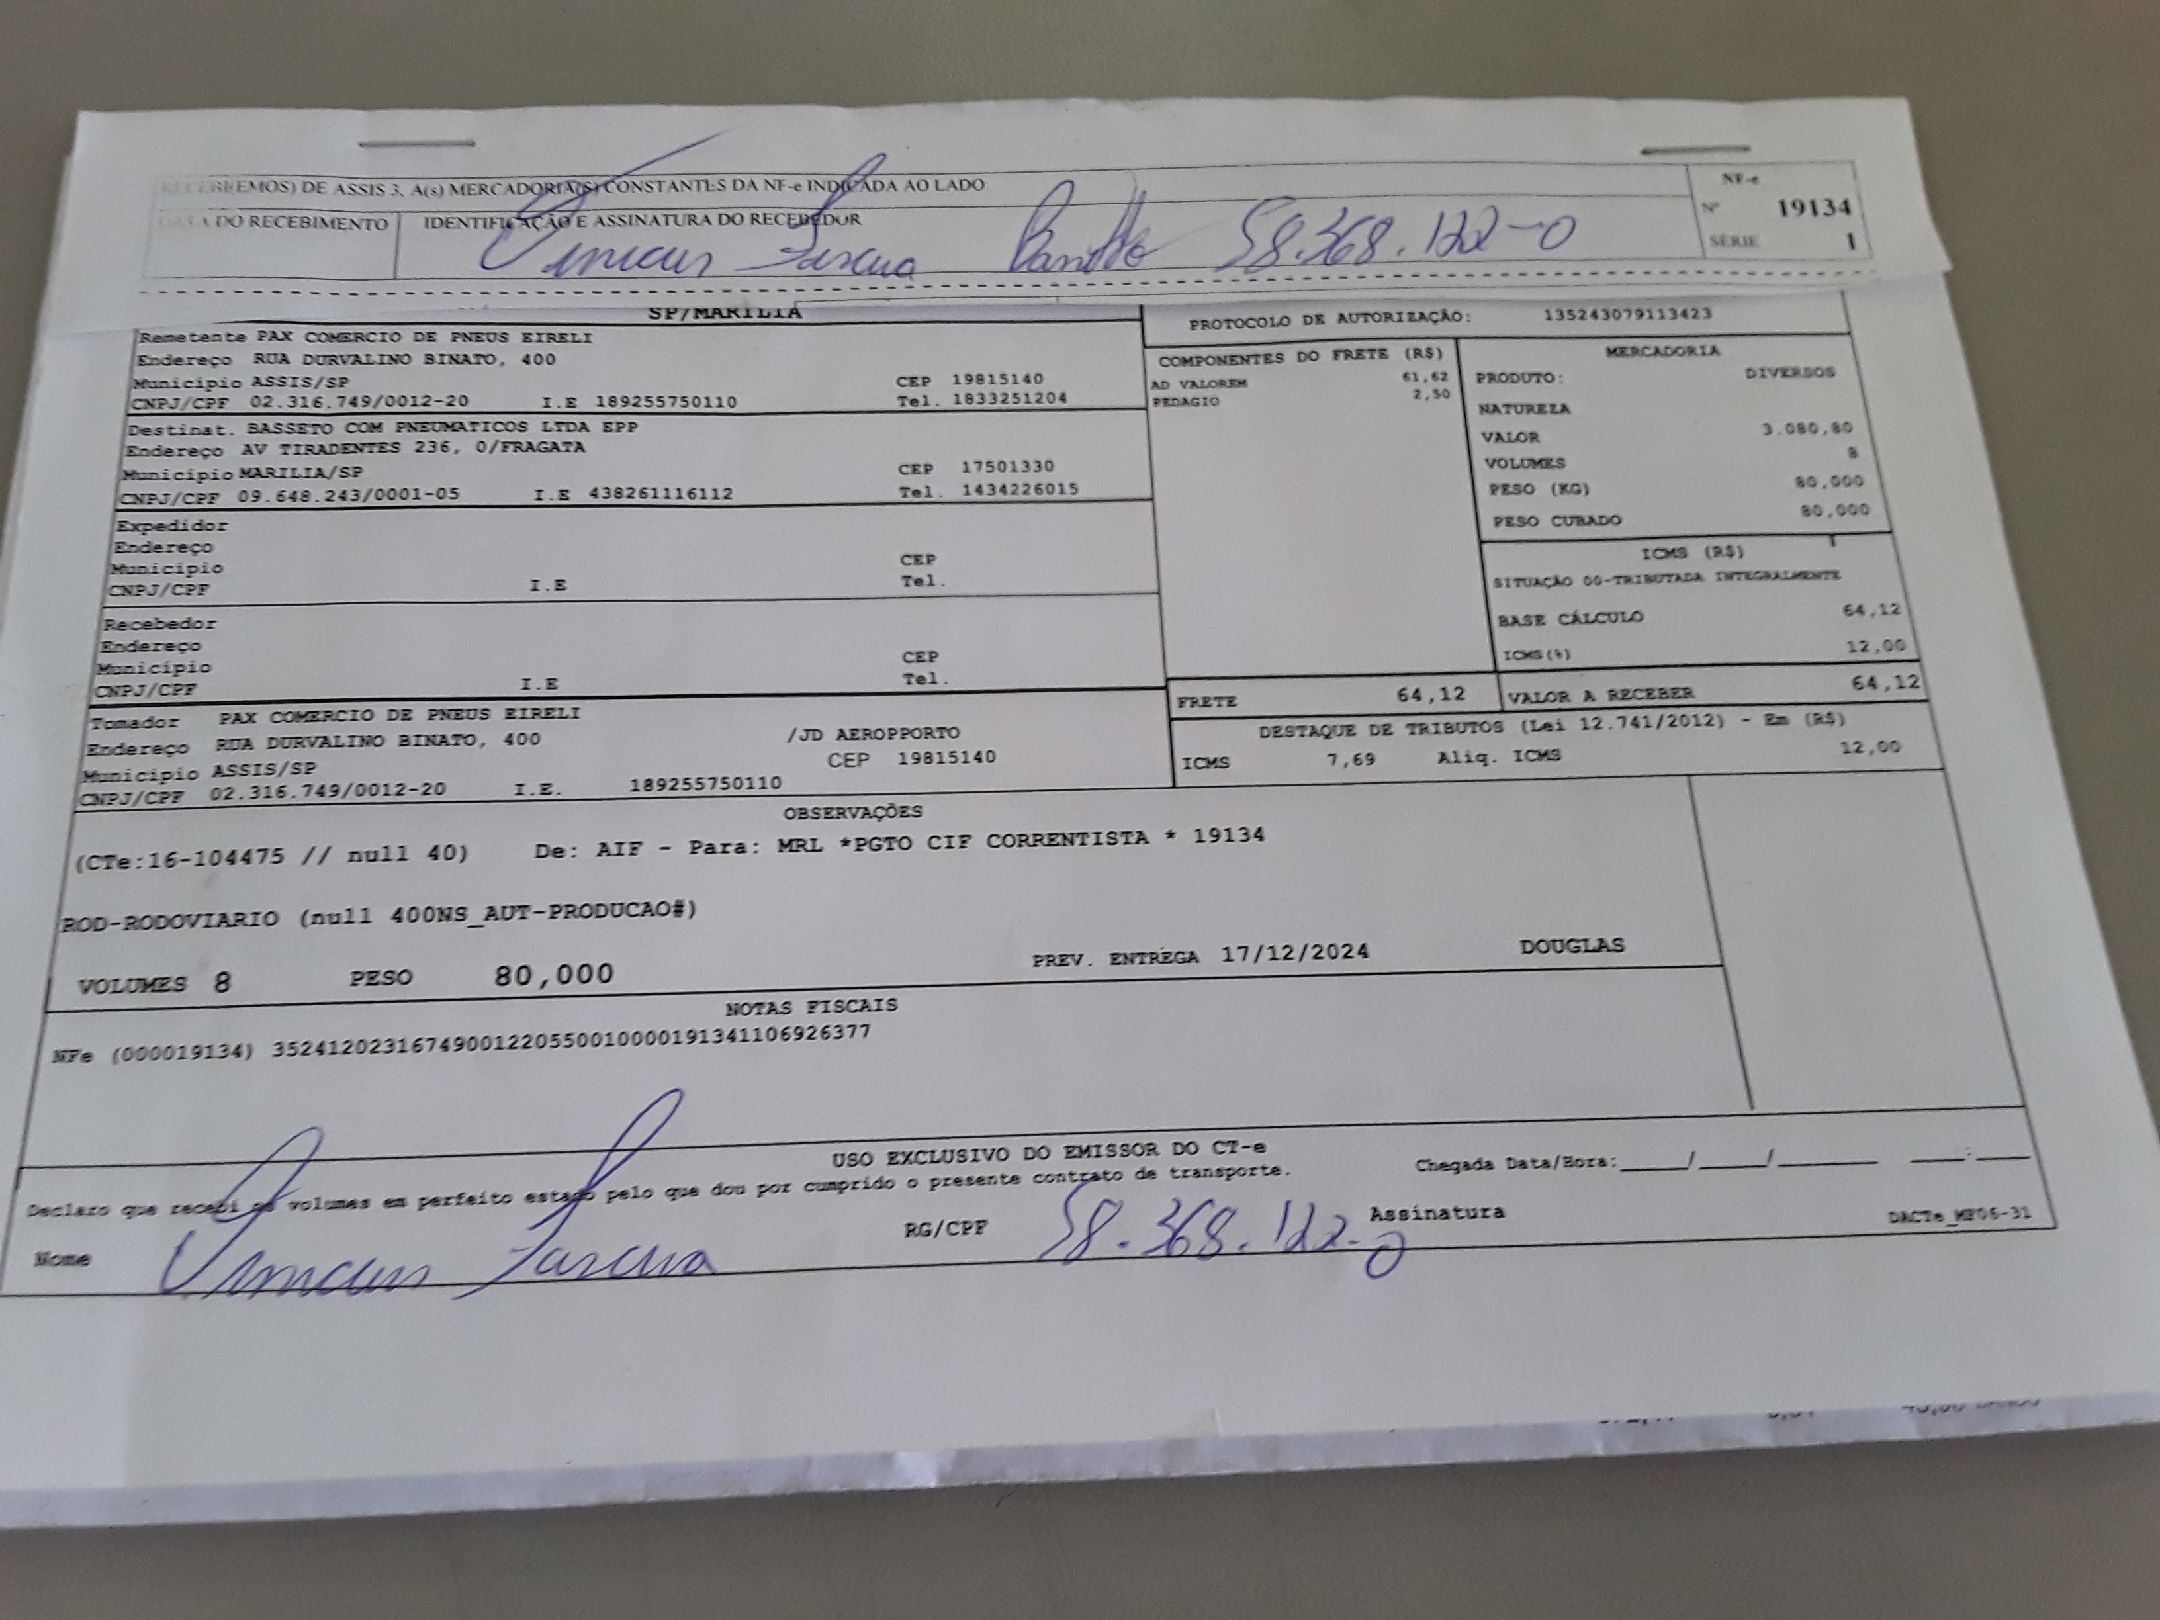 RECEBI(EMOS) DE ASSIS 3, A(s) MERCADORIA(S) CONSTANTES DA NF-e INDICADA AO LADO
NF-e
Nº 19134
SÉRIE 1
DATA DO RECEBIMENTO IDENTIFICAÇÃO E ASSINATURA DO RECEBEDOR
58.368.122-0
SP/MARILIA
PROTOCOLO DE AUTORIZAÇÃO: 135243079113423
Remetente PAX COMERCIO DE PNEUS EIRELI
Endereço RUA DURVALINO BINATO, 400
Município ASSIS/SP CEP 19815140
CNPJ/CPF 02.316.749/0012-20 I.E 189255750110 Tel. 1833251204
Destinat. BASSETO COM PNEUMATICOS LTDA EPP
Endereço AV TIRADENTES 236, 0/FRAGATA
Município MARILIA/SP CEP 17501330
CNPJ/CPF 09.648.243/0001-05 I.E 438261116112 Tel. 1434226015
Expedidor
Endereço
Município CEP
CNPJ/CPF I.E Tel.
Recebedor
Endereço
Município CEP
CNPJ/CPF I.E Tel.
Tomador PAX COMERCIO DE PNEUS EIRELI
Endereço RUA DURVALINO BINATO, 400 /JD AEROPPORTO
Município ASSIS/SP CEP 19815140
CNPJ/CPF 02.316.749/0012-20 I.E. 189255750110
COMPONENTES DO FRETE (R$)
AD VALOREM 61,62
PEDAGIO 2,50
MERCADORIA
PRODUTO: DIVERSOS
NATUREZA
VALOR 3.080,80
VOLUMES 8
PESO (KG) 80,000
PESO CUBADO 80,000
ICMS (R$)
SITUAÇÃO 00-TRIBUTADA INTEGRALMENTE
BASE CÁLCULO 64,12
ICMS(%) 12,00
FRETE 64,12 VALOR A RECEBER 64,12
DESTAQUE DE TRIBUTOS (Lei 12.741/2012) - Em (R$)
ICMS 7,69 Aliq. ICMS 12,00
OBSERVAÇÕES
(CTe:16-104475 // null 40) De: AIF - Para: MRL *PGTO CIF CORRENTISTA * 19134
ROD-RODOVIARIO (null 400NS_AUT-PRODUCAO#)
VOLUMES 8 PESO 80,000 PREV. ENTREGA 17/12/2024 DOUGLAS
NOTAS FISCAIS
NFe (000019134) 35241202316749001220550010000191341106926377
USO EXCLUSIVO DO EMISSOR DO CT-e
Declaro que recebi os volumes em perfeito estado pelo que dou por cumprido o presente contrato de transporte.
Chegada Data/Hora:____/____/______ ___:___
Nome RG/CPF 58.368.122-0 Assinatura
DACTe_MP06-31